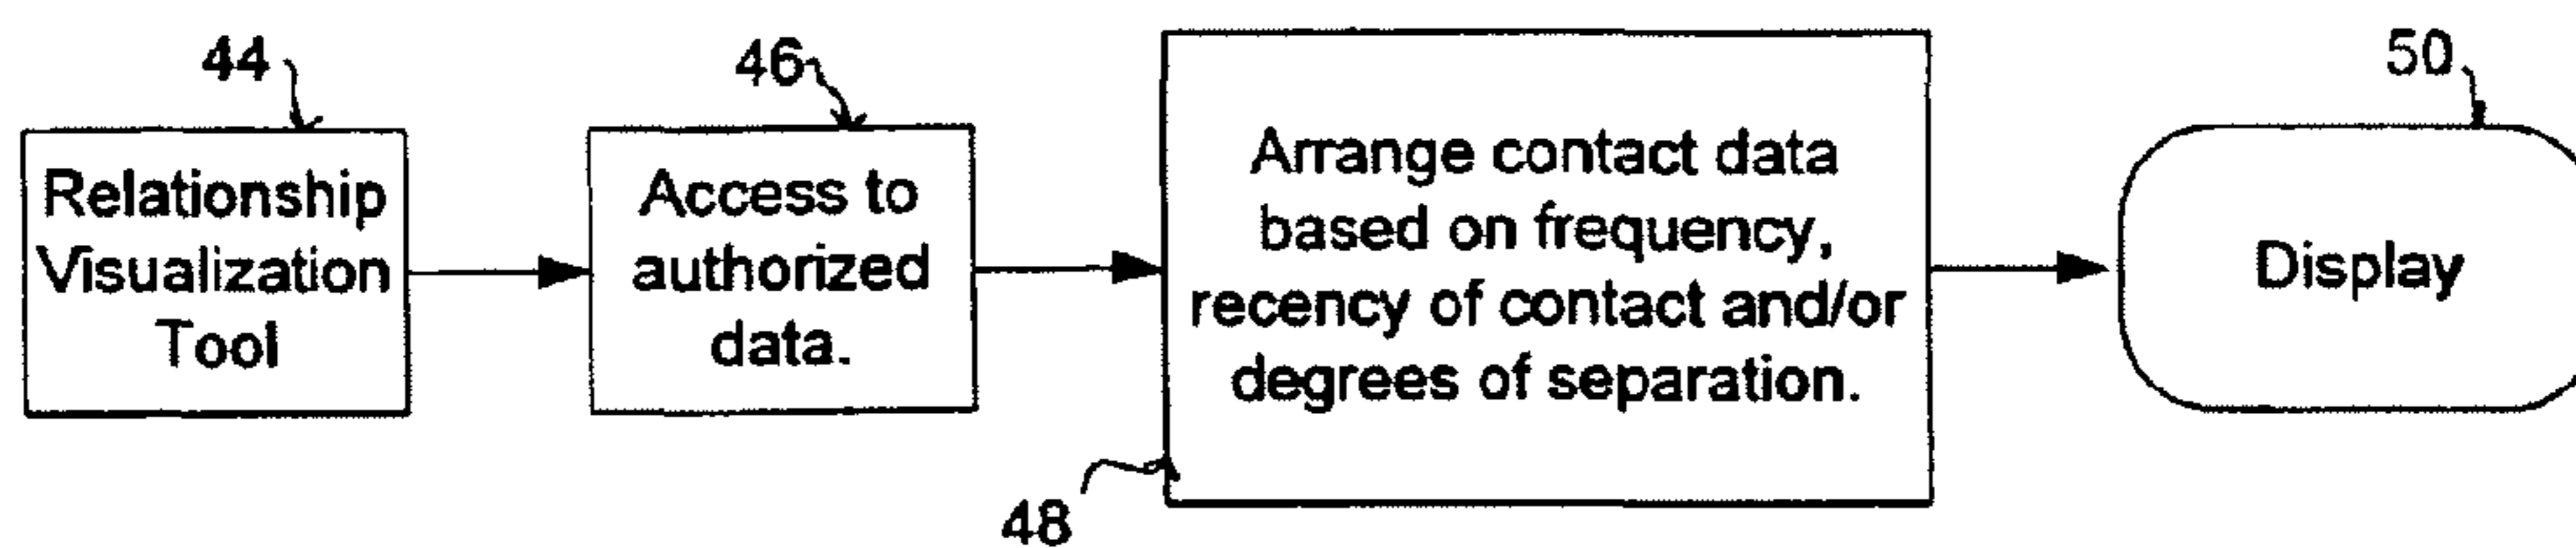 44
46
50
Relationship
Visualization
Tool
Access to
authorized
data.
Arrange contact data
based on frequency,
recency of contact and/or
degrees of separation.
Display
48